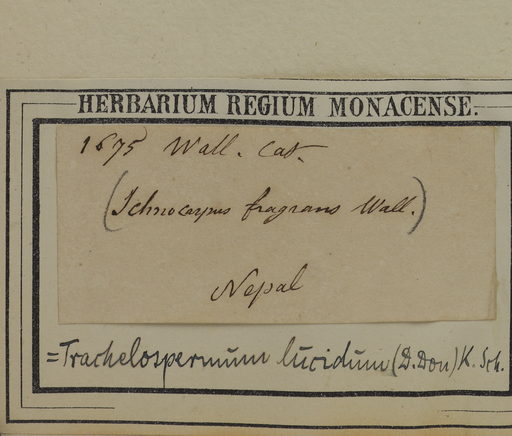 HERBARIUM REGIUM MONACENSE.
1675 Wall. Cat.
(Ichnocarpus fragrans Wall.)
Nepal
=Trachelospermum lucidum (D.Don) K. Sch.